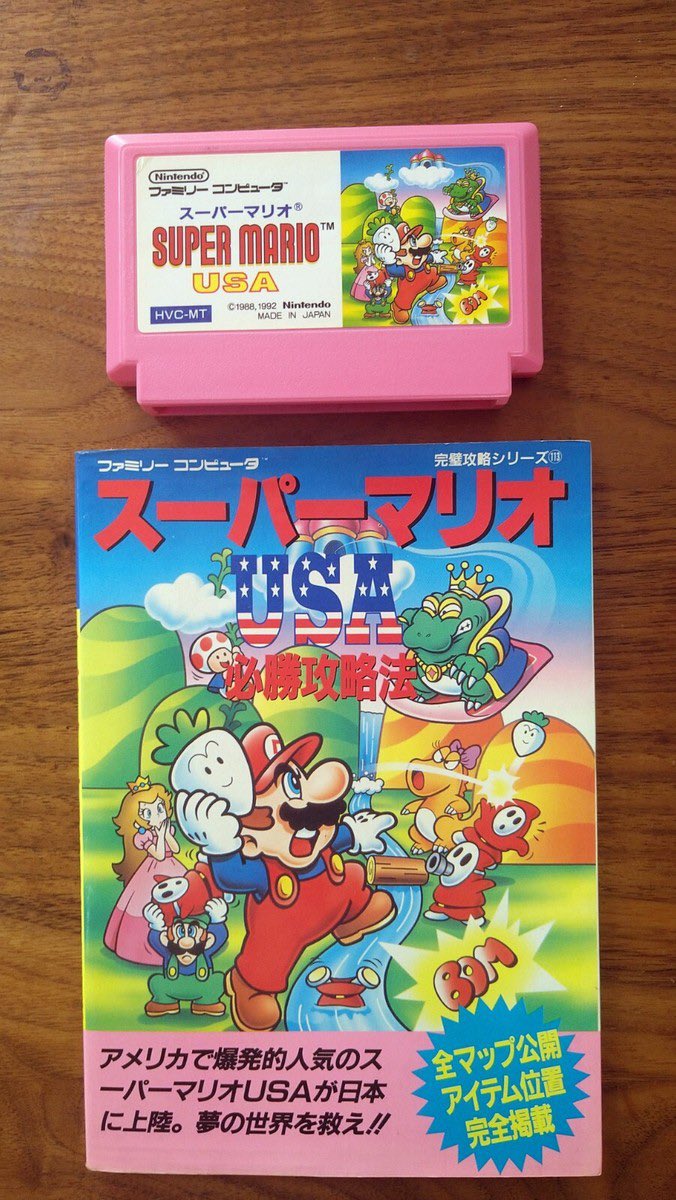 Nintendo
ファミリー コンピュータ™
スーパーマリオ®
SUPER MARIO™
USA
HVC-MT
©1988,1992 Nintendo
MADE IN JAPAN
BOM
ファミリー コンピュータ™
完璧攻略シリーズ113
スーパーマリオ
USA
必勝攻略法
BOM
アメリカで爆発的人気のス
ーパーマリオUSAが日本
に上陸。夢の世界を救え!!
全マップ公開
アイテム位置
完全掲載